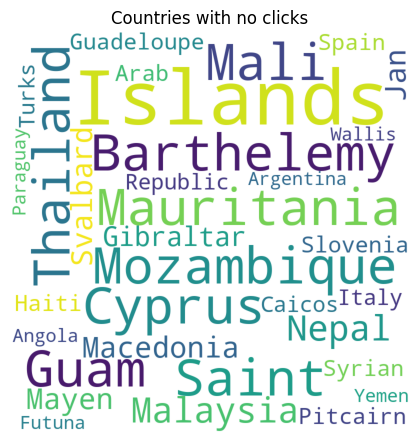 Countries with no clicks
Guadeloupe
Spain
Mali
Islands
Arab
Jan
Turks
Thailand
Barthelemy
Wallis
Paraguay
Svalbard
Republic
Argentina
Mauritania
Gibraltar
Slovenia
Mozambique
Cyprus
Haiti
Caicos
Italy
Nepal
Angola
Macedonia
Guam
Saint
Syrian
Mayen
Malaysia
Yemen
Pitcairn
Futuna